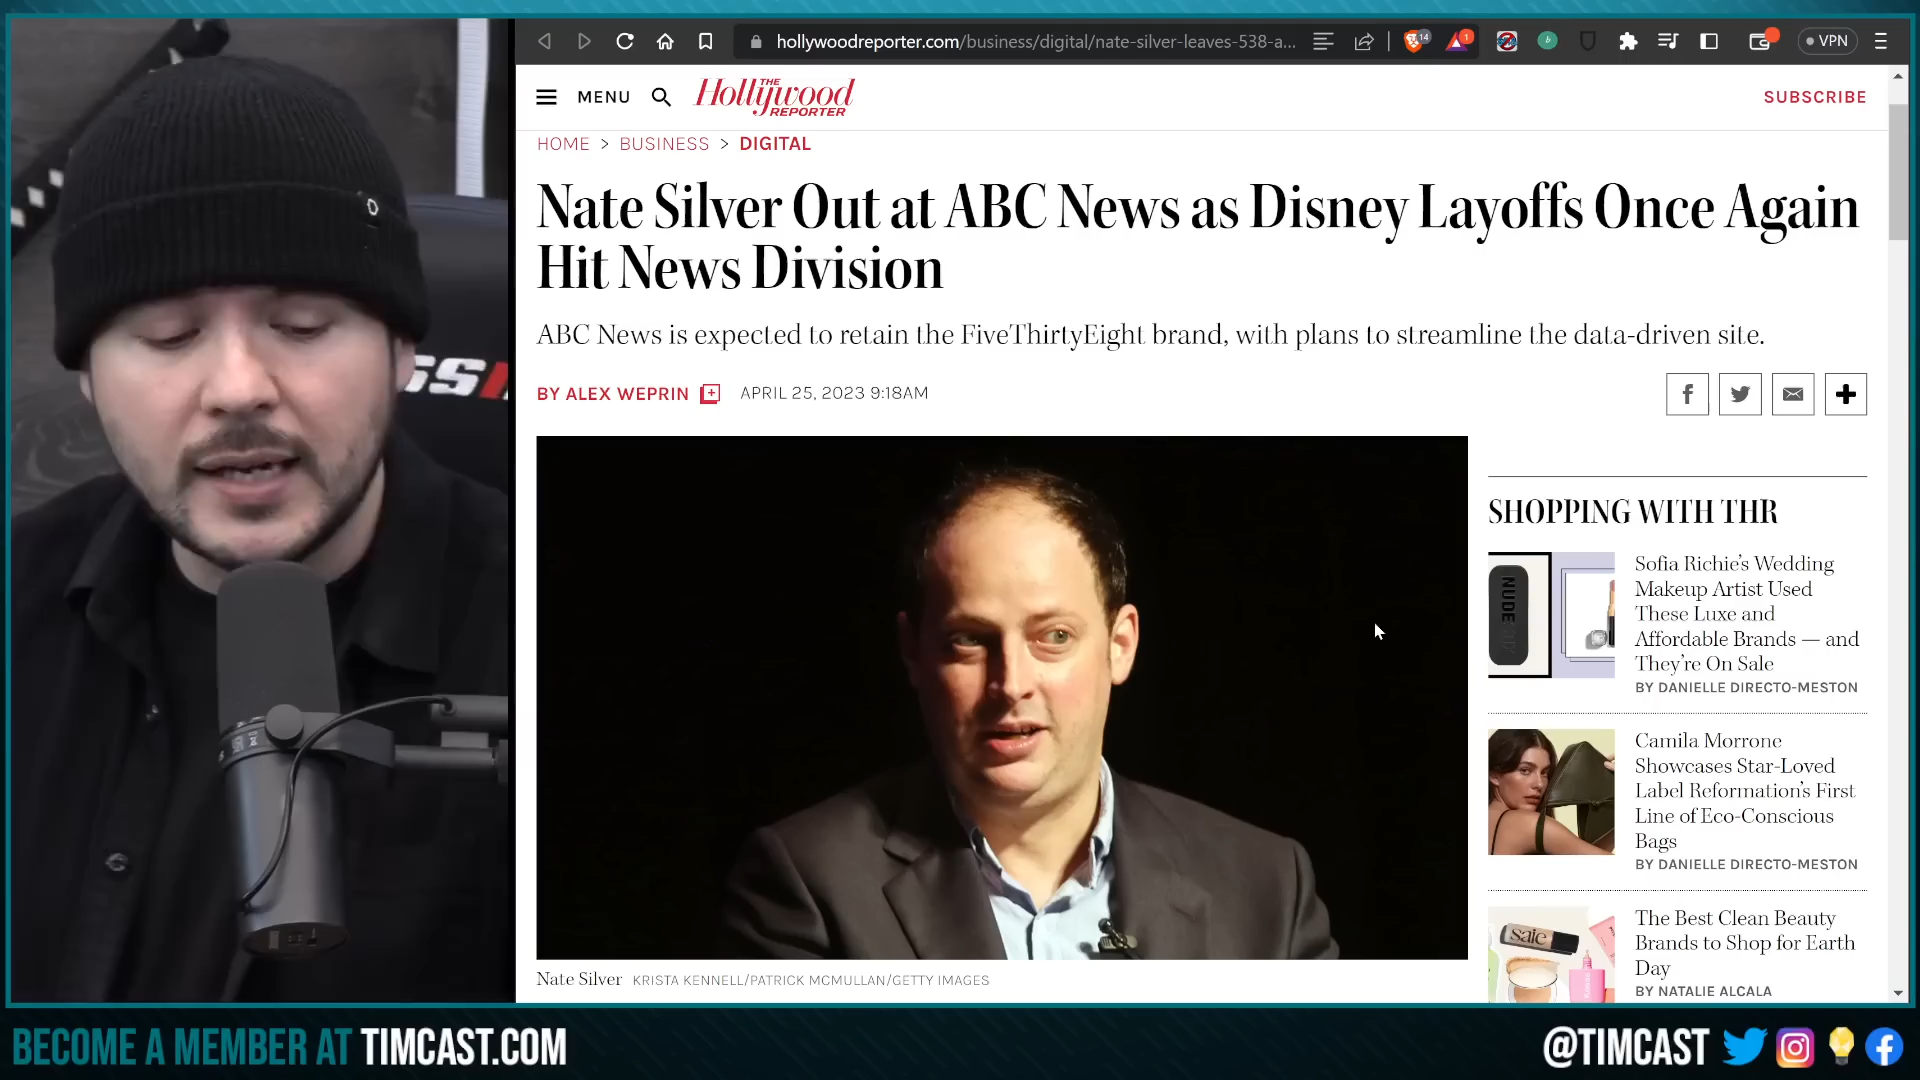 hollywoodreporter.com/business/digital/nate-silver-leaves-538-a...
14
1
b
VPN
MENU
THE
Hollywood
REPORTER
SUBSCRIBE
HOME > BUSINESS > DIGITAL
Nate Silver Out at ABC News as Disney Layoffs Once Again
Hit News Division
ABC News is expected to retain the FiveThirtyEight brand, with plans to streamline the data-driven site.
BY ALEX WEPRIN
APRIL 25, 2023 9:18AM
SHOPPING WITH THR
NUDE
Sofia Richie's Wedding
Makeup Artist Used
These Luxe and
Affordable Brands — and
They're On Sale
BY DANIELLE DIRECTO-MESTON
Camila Morrone
Showcases Star-Loved
Label Reformation's First
Line of Eco-Conscious
Bags
BY DANIELLE DIRECTO-MESTON
saie
The Best Clean Beauty
Brands to Shop for Earth
Day
BY NATALIE ALCALA
Nate Silver KRISTA KENNELL/PATRICK MCMULLAN/GETTY IMAGES
BECOME A MEMBER AT TIMCAST.COM
@TIMCAST